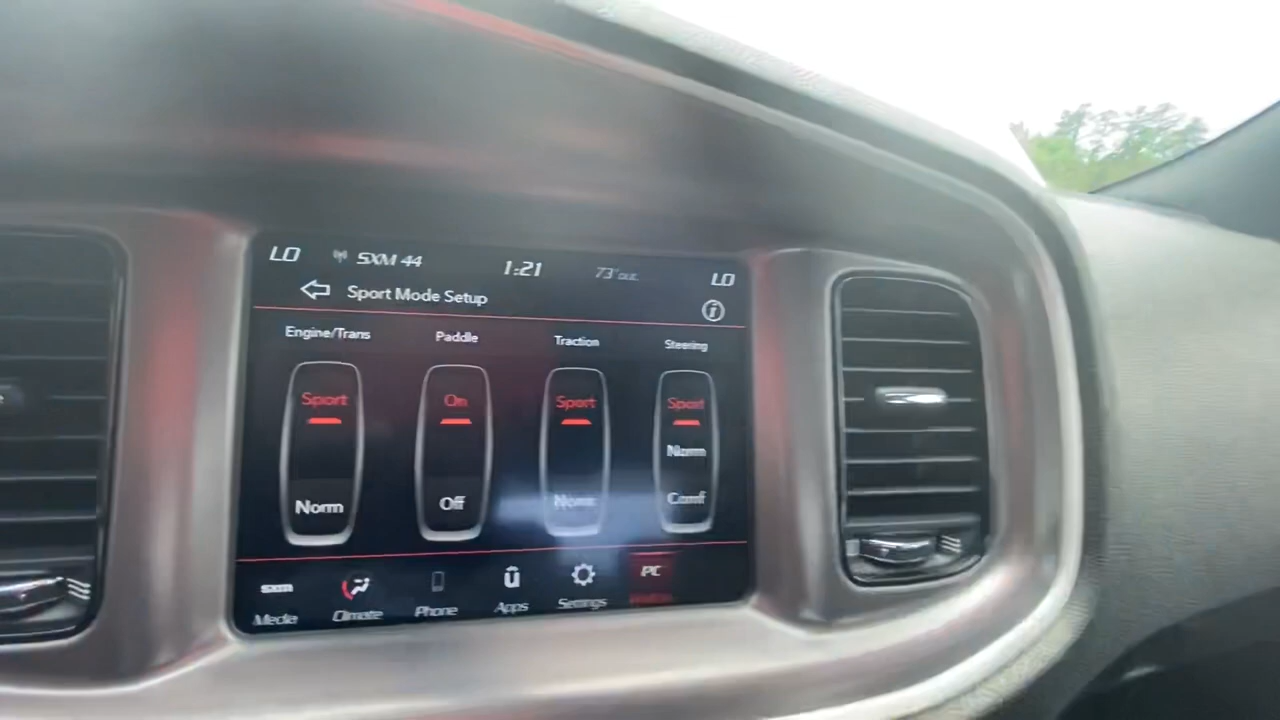 LO SXM 44 1:21 73°out LO
Sport Mode Setup
Engine/Trans Paddle Traction Steering
Sport On Sport Sport
Norm
Norm Off Norm Comf
Media Climate Phone Apps Settings
PC